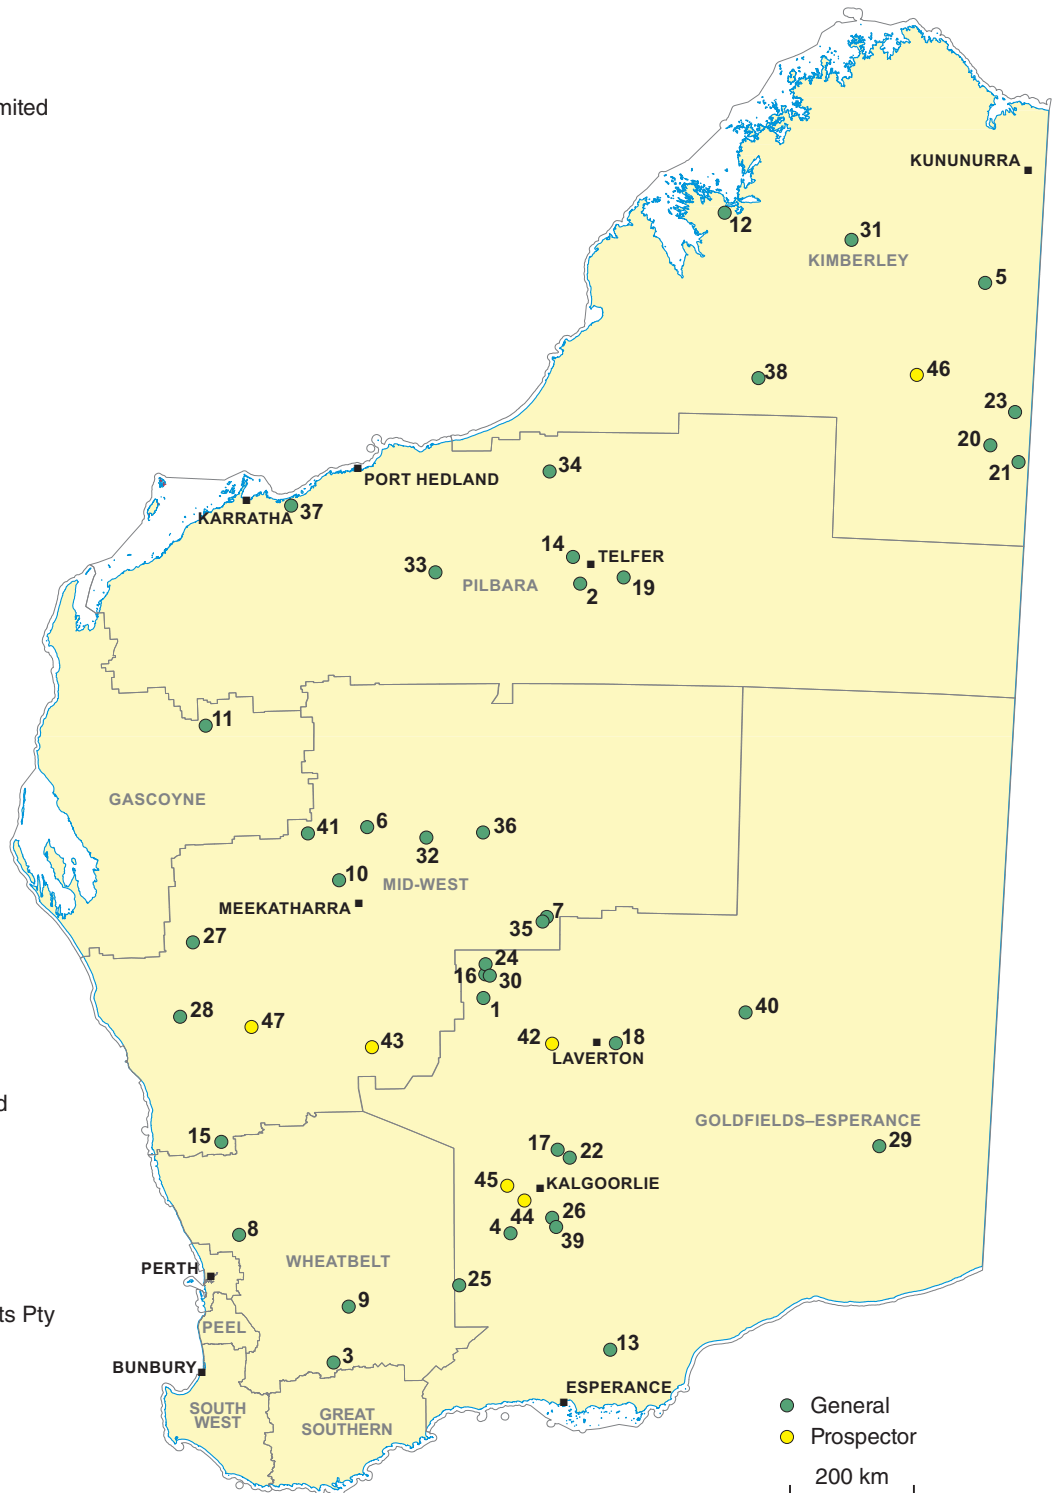 mited
KUNUNURRA
12
31
KIMBERLEY
5
38
46
23
20
21
34
PORT HEDLAND
37
KARRATHA
14
TELFER
33
PILBARA
2
19
11
GASCOYNE
41
6
36
32
10
MID-WEST
MEEKATHARRA
7
35
27
24
16
30
1
28
47
40
43
42
18
LAVERTON
d
GOLDFIELDS–ESPERANCE
15
29
17
22
45
KALGOORLIE
44
26
4
39
8
WHEATBELT
PERTH
25
9
ts Pty
PEEL
13
3
BUNBURY
ESPERANCE
SOUTH
WEST
GREAT
SOUTHERN
General
Prospector
200 km